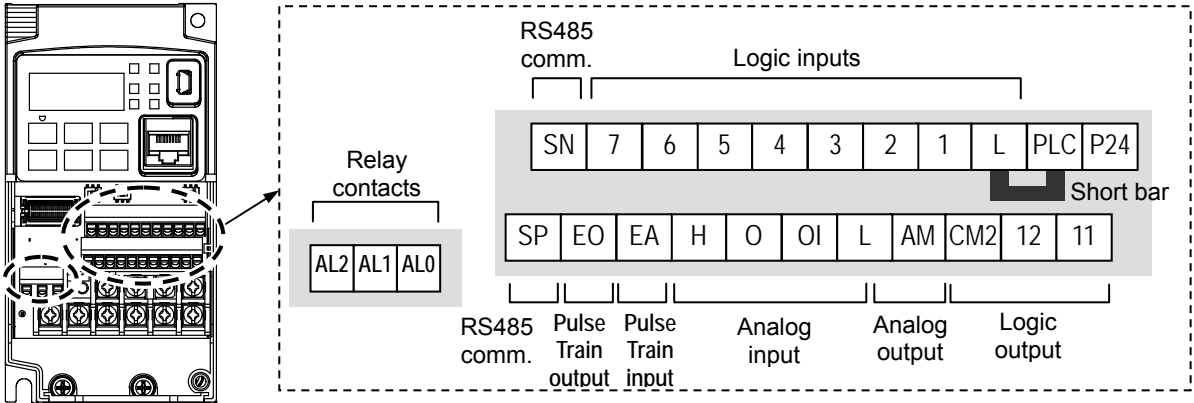 RS485
comm.
Logic inputs
SN 7 6 5 4 3 2 1 L PLC P24
Short bar
Relay
contacts
AL2 AL1 AL0
SP EO EA H O OI L AM CM2 12 11
RS485
comm.
Pulse
Train
output
Pulse
Train
input
Analog
input
Analog
output
Logic
output